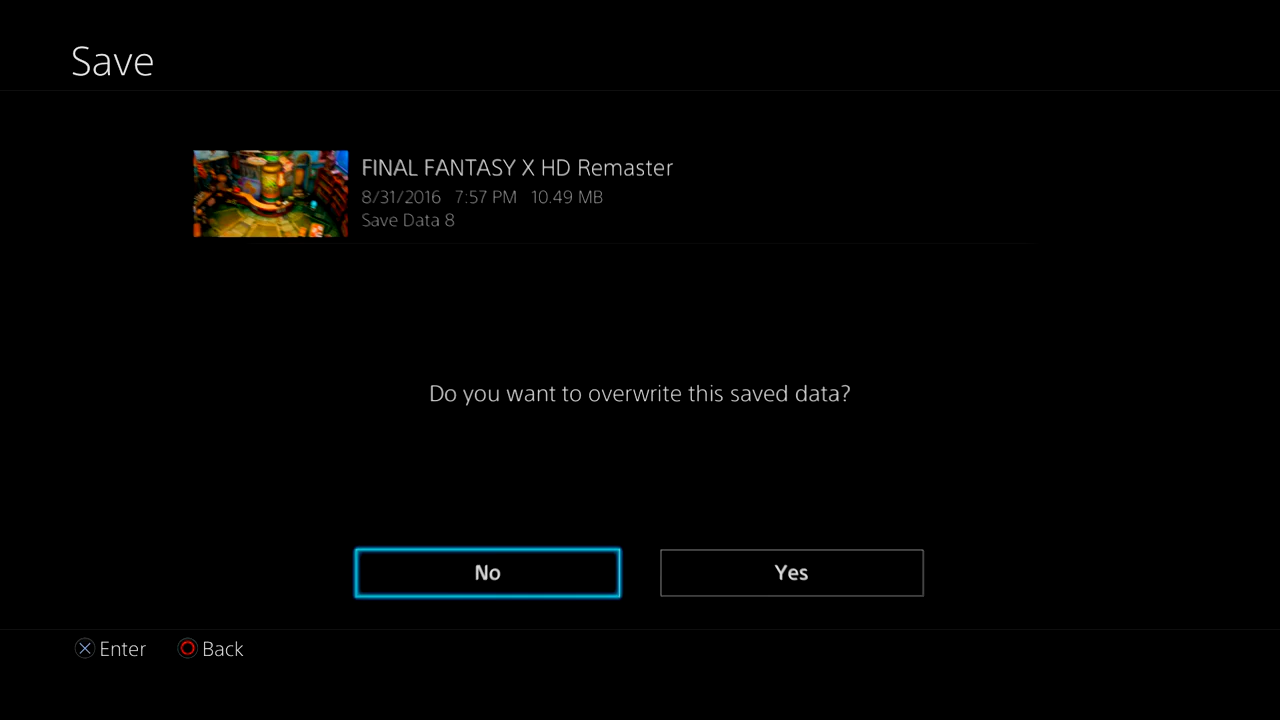 Save
FINAL FANTASY X HD Remaster
8/31/2016 7:57 PM 10.49 MB
Save Data 8
Do you want to overwrite this saved data?
No Yes
Enter Back